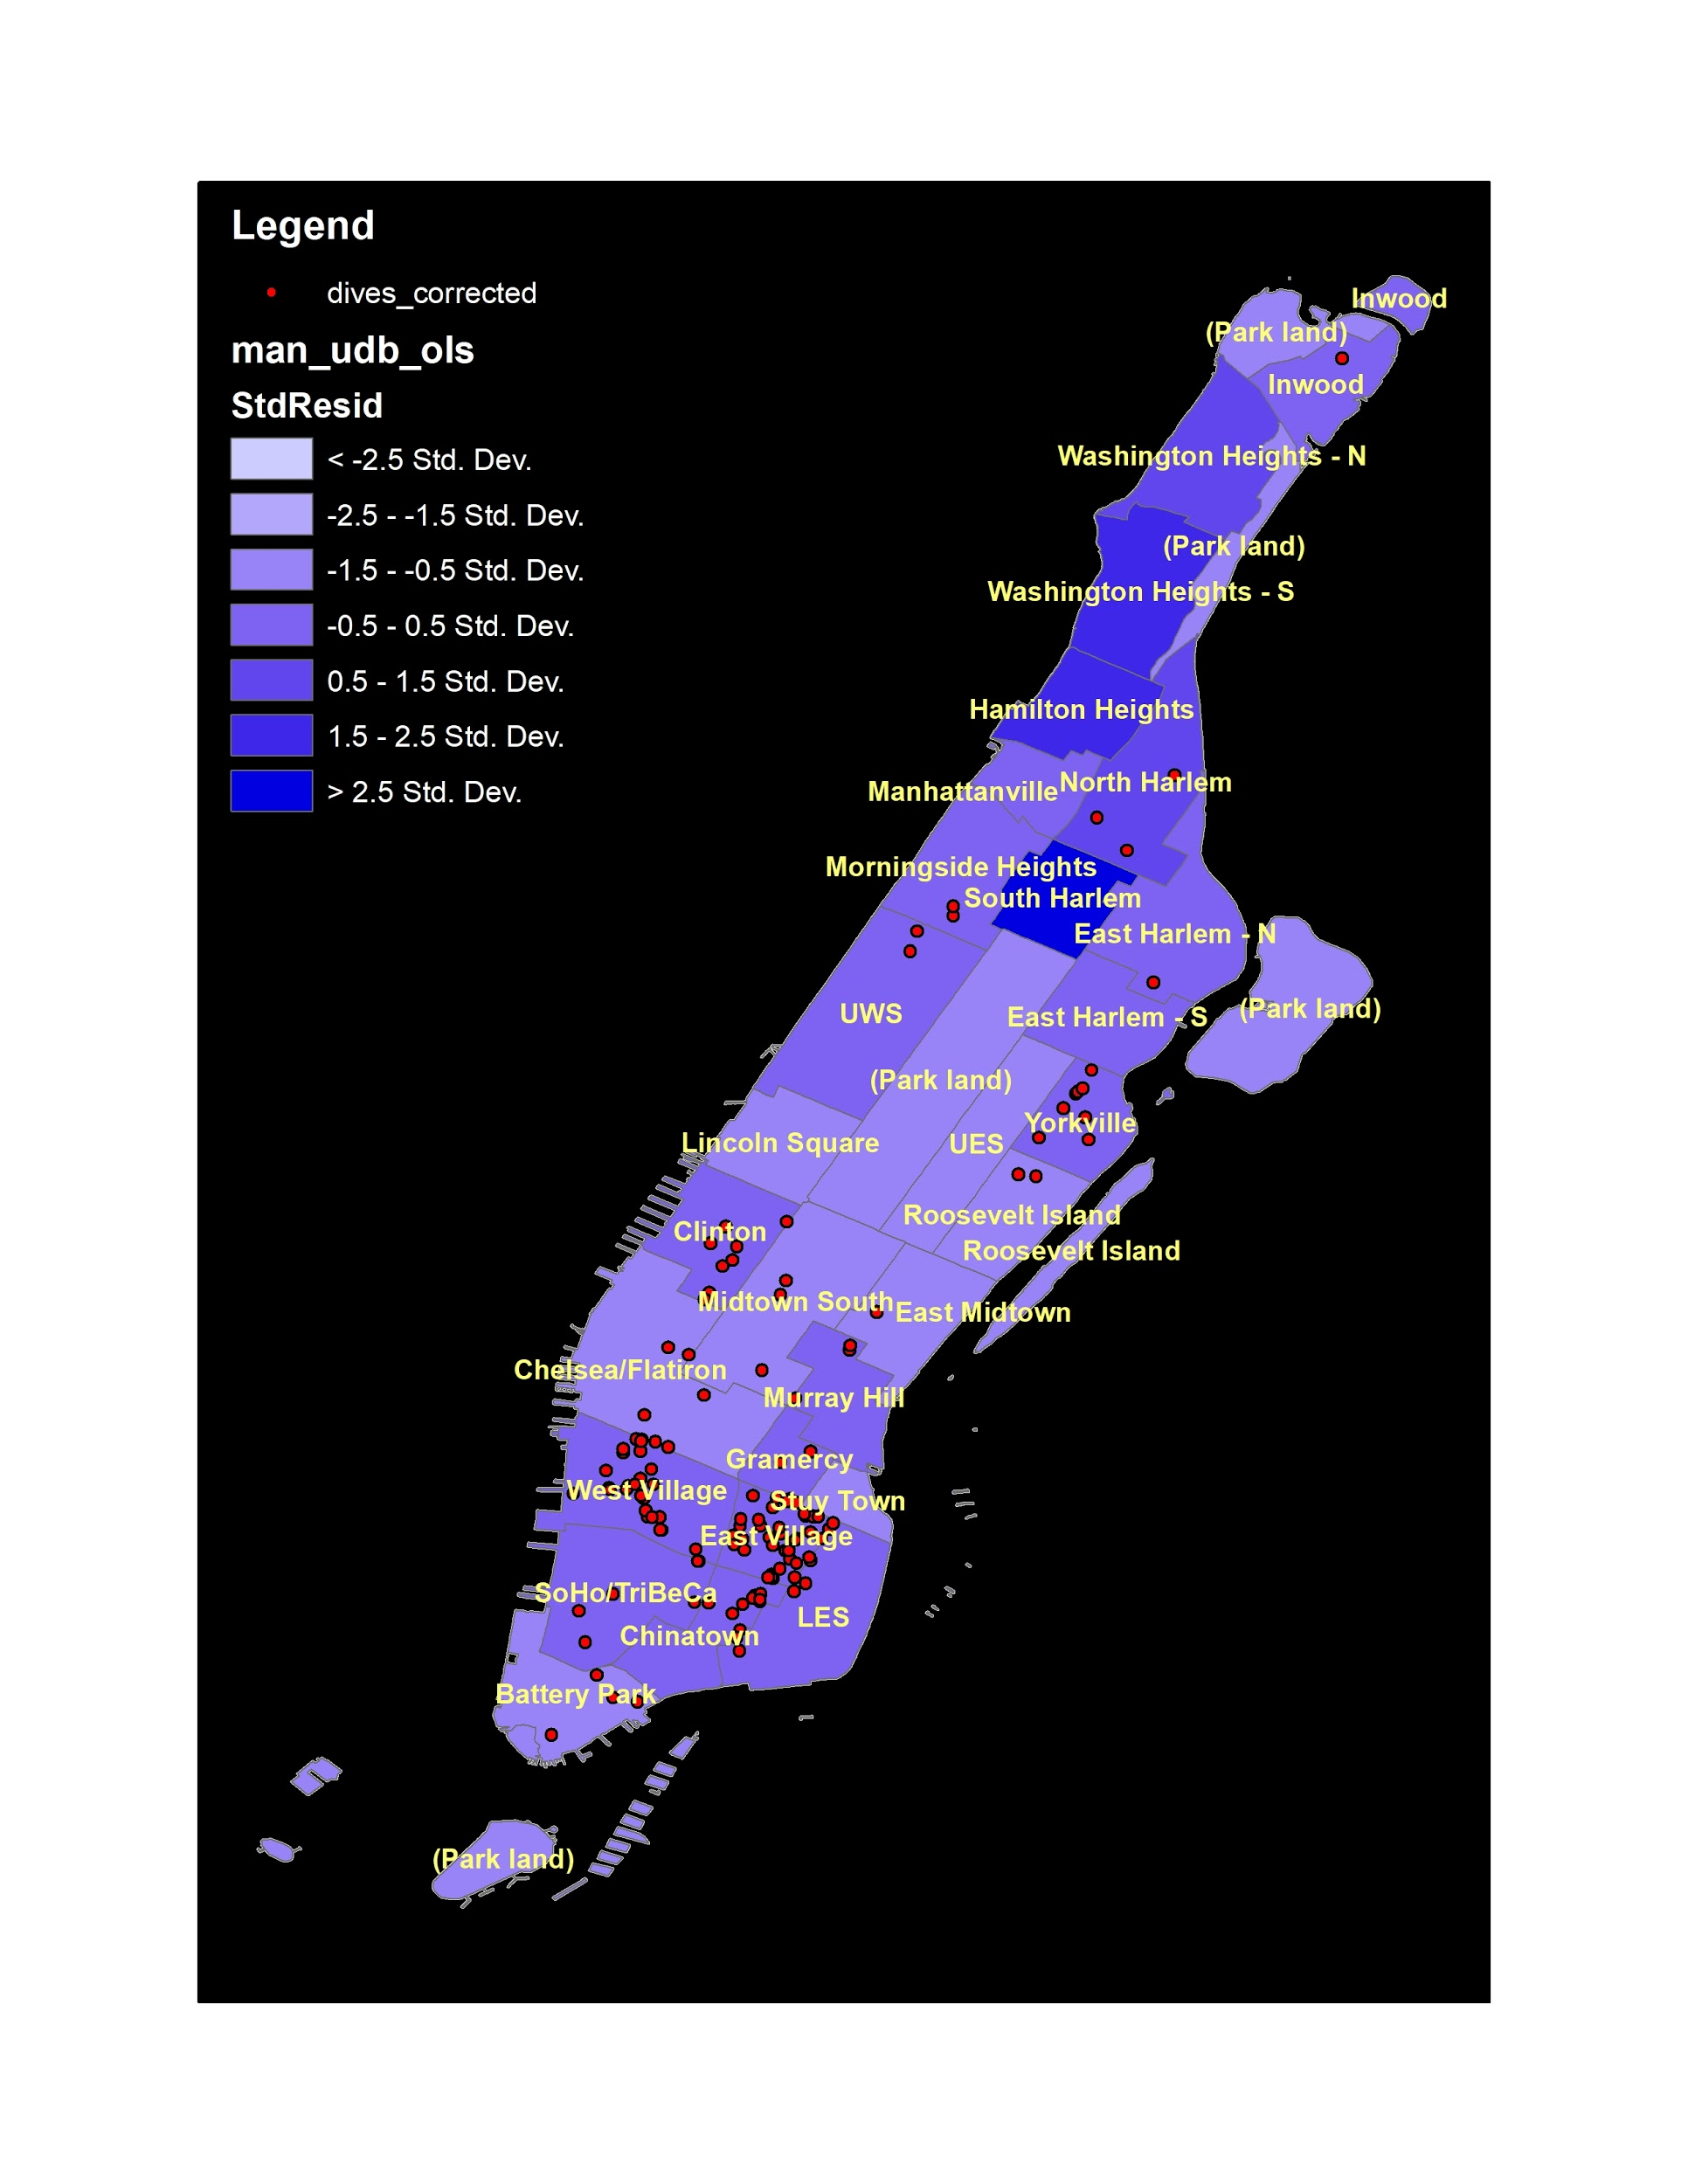 Legend
dives_corrected
man_udb_ols
StdResid
< -2.5 Std. Dev.
-2.5 - -1.5 Std. Dev.
-1.5 - -0.5 Std. Dev.
-0.5 - 0.5 Std. Dev.
0.5 - 1.5 Std. Dev.
1.5 - 2.5 Std. Dev.
> 2.5 Std. Dev.
Inwood
(Park land)
Inwood
Washington Heights - N
(Park land)
Washington Heights - S
Hamilton Heights
North Harlem
Manhattanville
Morningside Heights
South Harlem
East Harlem - N
(Park land)
UWS
East Harlem - S
(Park land)
Yorkville
Lincoln Square
UES
Roosevelt Island
Clinton
Roosevelt Island
Midtown South
East Midtown
Chelsea/Flatiron
Murray Hill
Gramercy
West Village
Stuy Town
East Village
SoHo/TriBeCa
LES
Chinatown
Battery Park
(Park land)